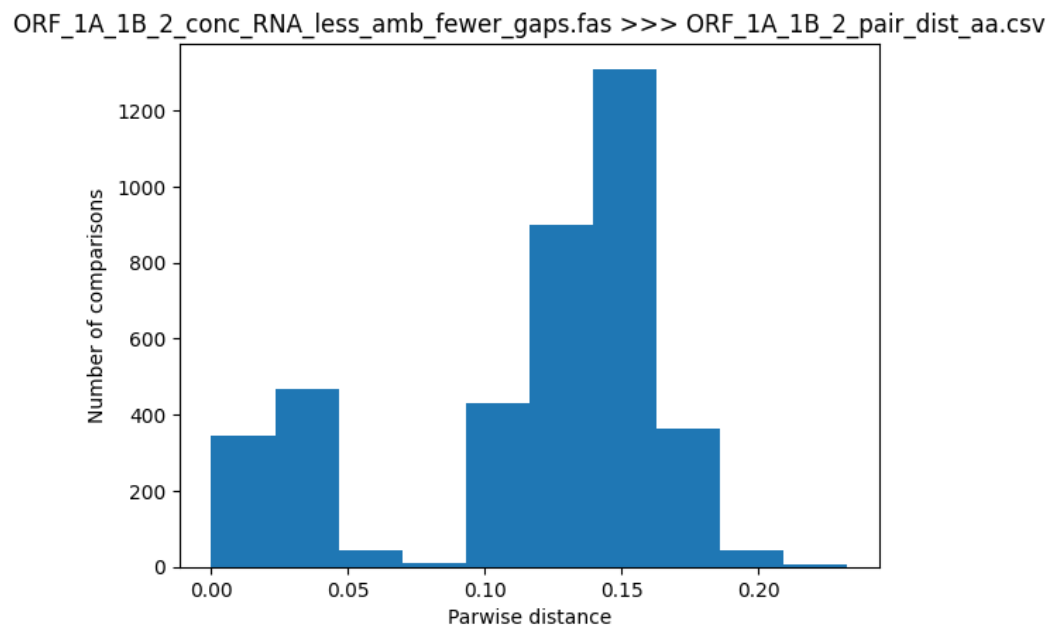 ORF_1A_1B_2_conc_RNA_less_amb_fewer_gaps.fas >>> ORF_1A_1B_2_pair_dist_aa.csv
1200
1000
800
600
400
200
0
Number of comparisons
0.00 0.05 0.10 0.15 0.20
Parwise distance